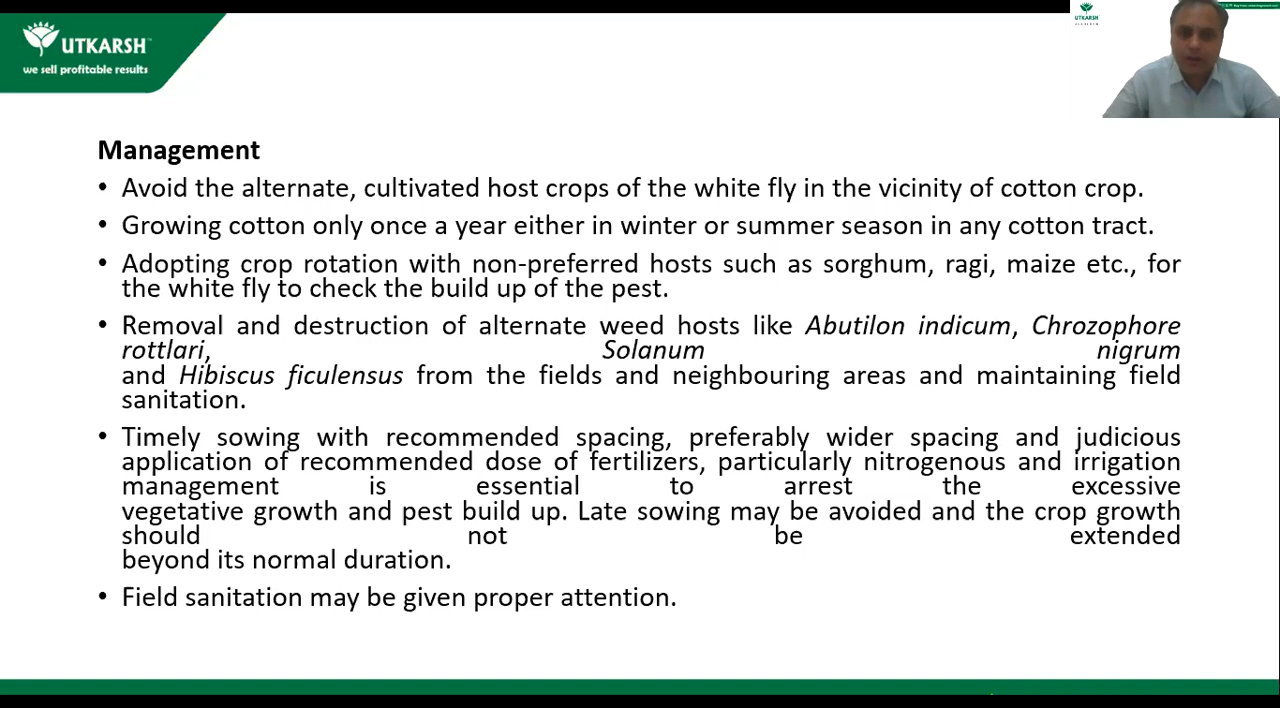 UTKARSH
we sell profitable results
UTKARSH
Management
• Avoid the alternate, cultivated host crops of the white fly in the vicinity of cotton crop.
• Growing cotton only once a year either in winter or summer season in any cotton tract.
• Adopting crop rotation with non-preferred hosts such as sorghum, ragi, maize etc., for
the white fly to check the build up of the pest.
• Removal and destruction of alternate weed hosts like Abutilon indicum, Chrozophore
rottlari, Solanum nigrum
and Hibiscus ficulensus from the fields and neighbouring areas and maintaining field
sanitation.
• Timely sowing with recommended spacing, preferably wider spacing and judicious
application of recommended dose of fertilizers, particularly nitrogenous and irrigation
management is essential to arrest the excessive
vegetative growth and pest build up. Late sowing may be avoided and the crop growth
should not be extended
beyond its normal duration.
• Field sanitation may be given proper attention.